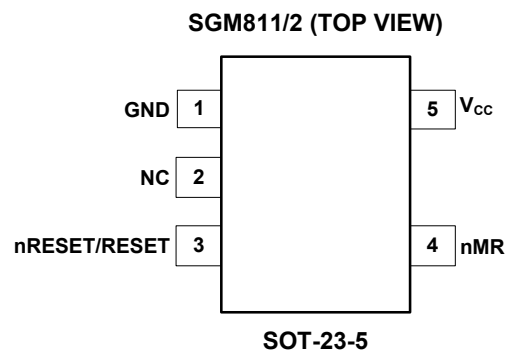 SGM811/2 (TOP VIEW)
GND 1
5 VCC
NC 2
nRESET/RESET 3
4 nMR
SOT-23-5